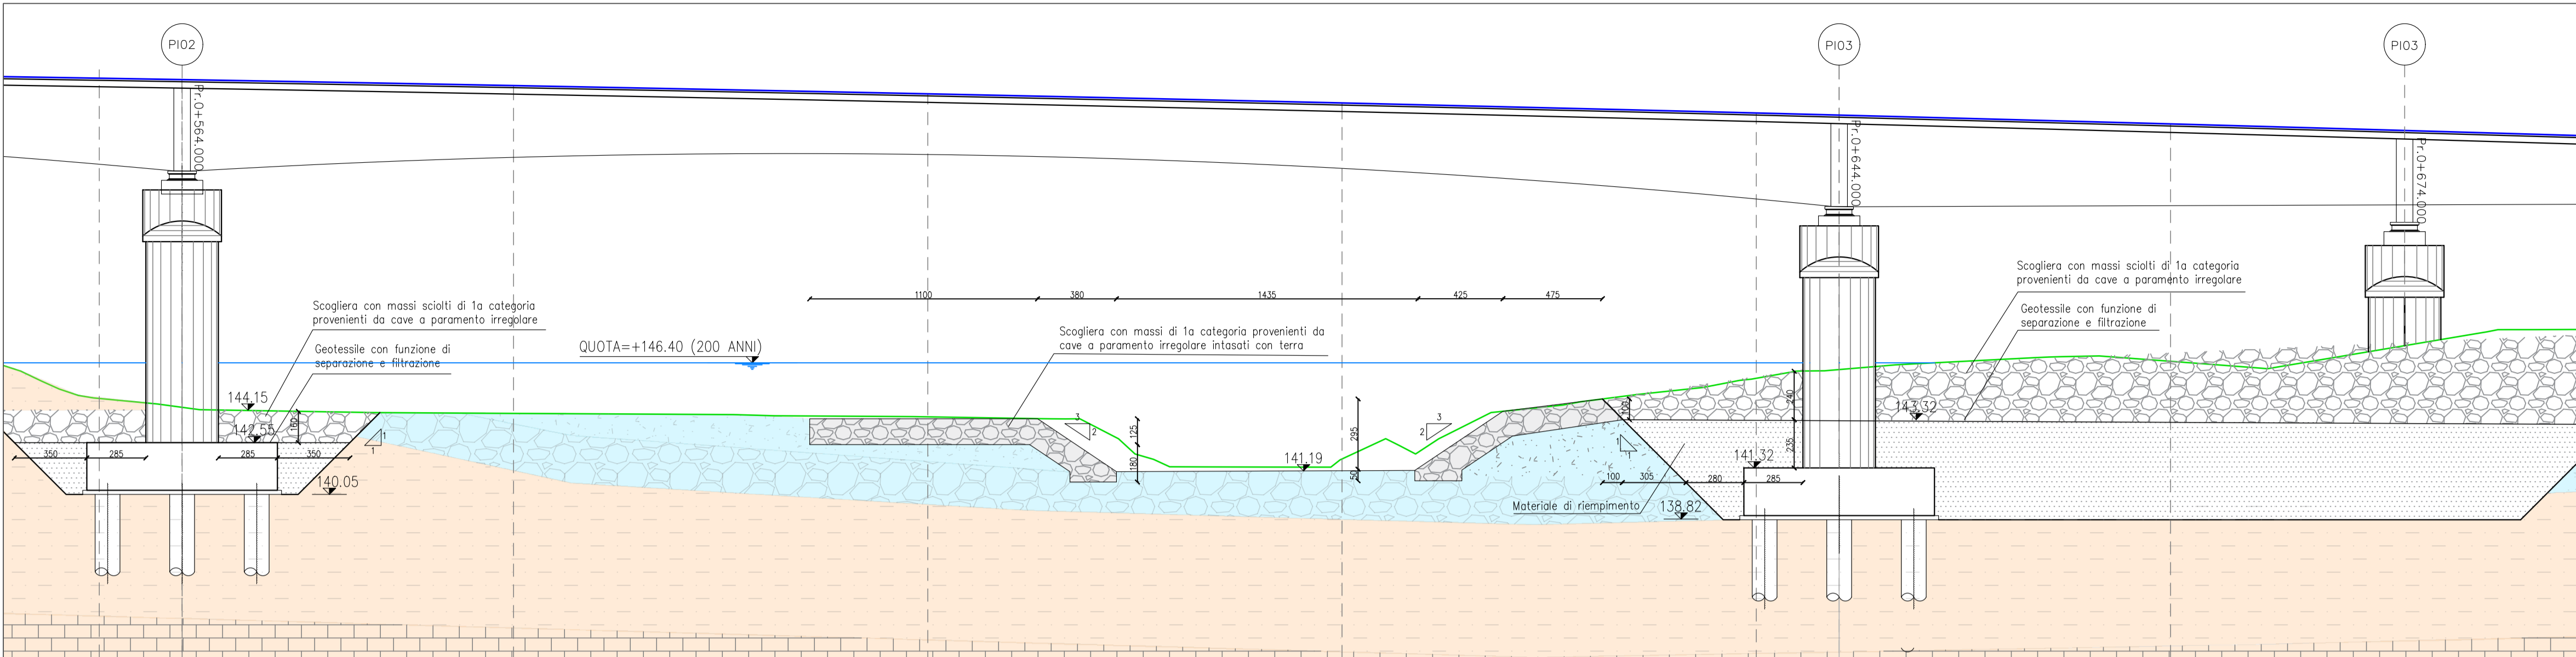 PI02
PI03
PI03
Pr.0+564.000
Pr.0+644.000
Pr.0+674.000
Scogliera con massi sciolti di 1a categoria
provenienti da cave a paramento irregolare
Geotessile con funzione di
separazione e filtrazione
QUOTA=+146.40 (200 ANNI)
1100
380
1435
425
475
Scogliera con massi di 1a categoria provenienti da
cave a paramento irregolare intasati con terra
Scogliera con massi sciolti di 1a categoria
provenienti da cave a paramento irregolare
Geotessile con funzione di
separazione e filtrazione
144.15
142.55
160
350
285
285
350
140.05
1
1
3
2
125
180
141.19
295
50
3
2
100
1
1
100
305
280
285
Materiale di riempimento
138.82
141.32
240
235
143.32